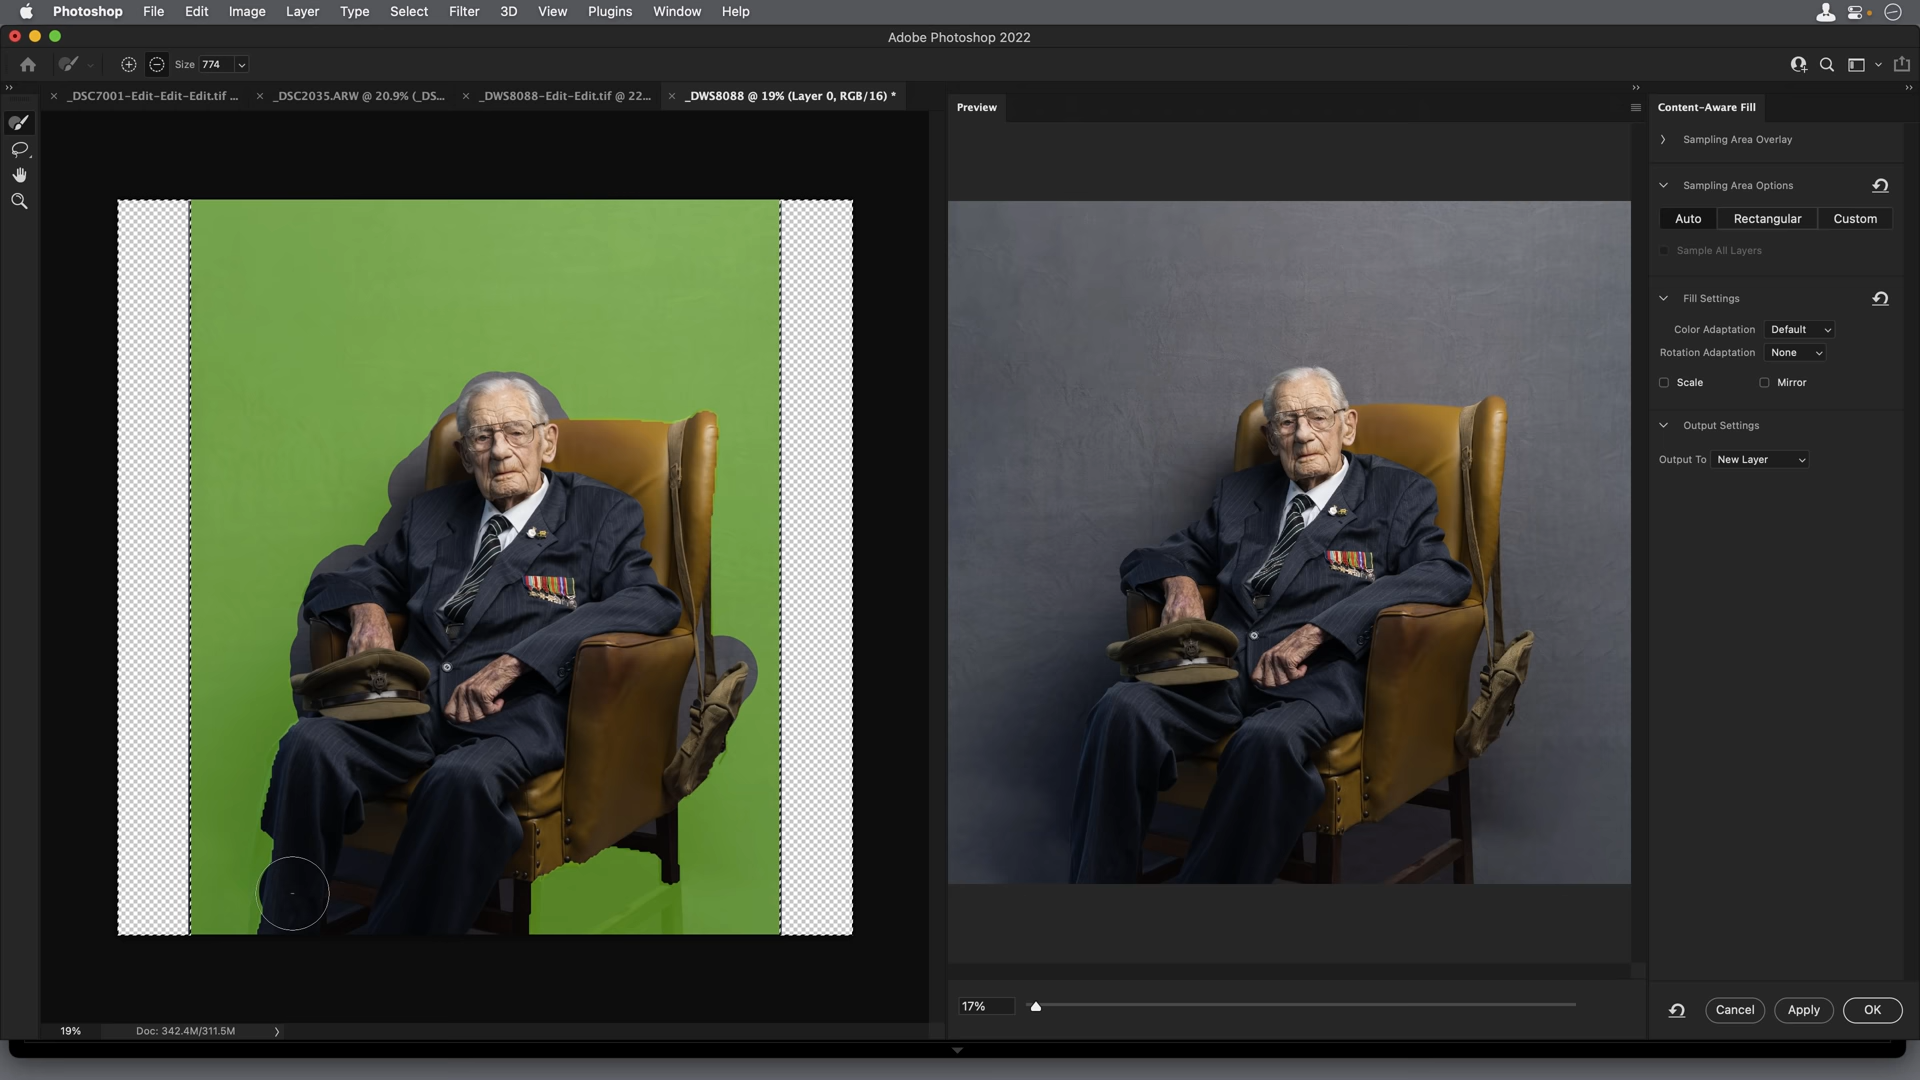 Photoshop File Edit Image Layer Type Select Filter 3D View Plugins Window Help
Adobe Photoshop 2022
Size 774
_DSC7001-Edit-Edit-Edit.tif ... _DSC2035.ARW @ 20.9% (_DS... _DWS8088-Edit-Edit.tif @ 22... _DWS8088 @ 19% (Layer 0, RGB/16) *
Preview
Content-Aware Fill
Sampling Area Overlay
Sampling Area Options
Auto Rectangular Custom
Sample All Layers
Fill Settings
Color Adaptation Default
Rotation Adaptation None
Scale Mirror
Output Settings
Output To New Layer
17%
Cancel Apply OK
19% Doc: 342.4M/311.5M